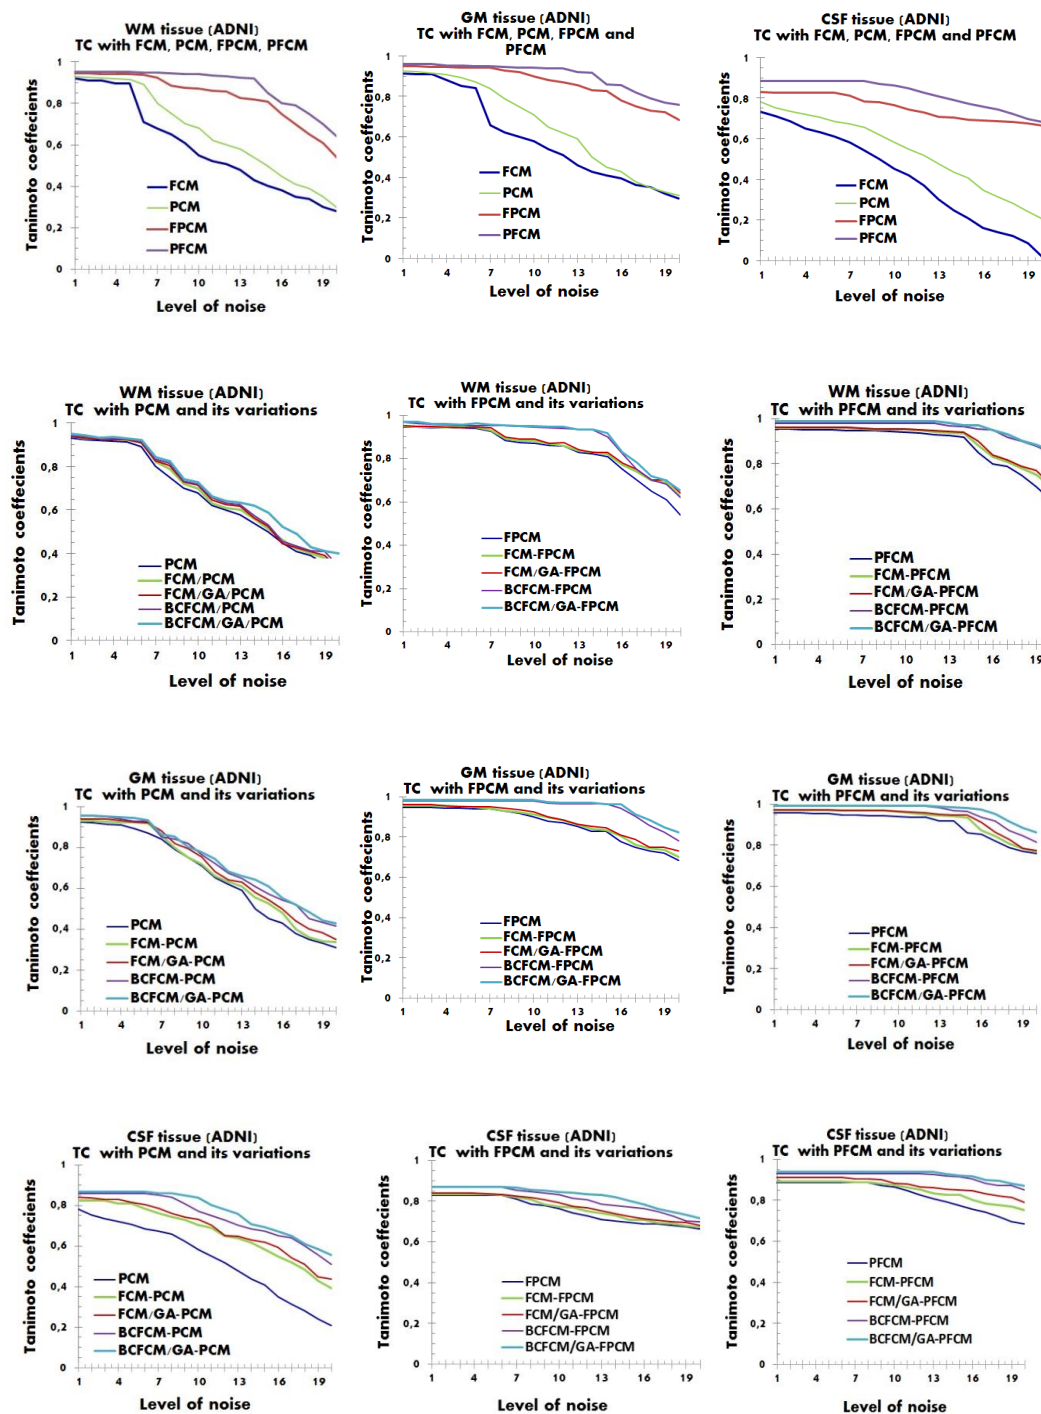 WM tissue (ADNI)
TC with FCM, PCM, FPCM, PFCM
Tanimoto coeffecients
1
0,8
0,6
0,4
0,2
0
FCM
PCM
FPCM
PFCM
1 4 7 10 13 16 19
Level of noise
GM tissue (ADNI)
TC with FCM, PCM, FPCM and
PFCM
Tanimoto coeffecients
1
0,8
0,6
0,4
0,2
0
FCM
PCM
FPCM
PFCM
1 4 7 10 13 16 19
Level of noise
CSF tissue (ADNI)
TC with FCM, PCM, FPCM and PFCM
Tanimoto coeffecients
1
0,8
0,6
0,4
0,2
0
FCM
PCM
FPCM
PFCM
1 4 7 10 13 16 19
Level of noise
WM tissue (ADNI)
TC with PCM and its variations
Tanimoto coeffecients
1
0,8
0,6
0,4
0,2
0
PCM
FCM/PCM
FCM/GA/PCM
BCFCM/PCM
BCFCM/GA/PCM
1 4 7 10 13 16 19
Level of noise
WM tissue (ADNI)
TC with FPCM and its variations
Tanimoto coeffecients
1
0,8
0,6
0,4
0,2
0
FPCM
FCM-FPCM
FCM/GA-FPCM
BCFCM-FPCM
BCFCM/GA-FPCM
1 4 7 10 13 16 19
Level of noise
WM tissue (ADNI)
TC with PFCM and its variations
Tanimoto coeffecients
1
0,8
0,6
0,4
0,2
0
PFCM
FCM-PFCM
FCM/GA-PFCM
BCFCM-PFCM
BCFCM/GA-PFCM
1 4 7 10 13 16 19
Level of noise
GM tissue (ADNI)
TC with PCM and its variations
Tanimoto coeffecients
1
0,8
0,6
0,4
0,2
0
PCM
FCM-PCM
FCM/GA-PCM
BCFCM-PCM
BCFCM/GA-PCM
1 4 7 10 13 16 19
Level of noise
GM tissue (ADNI)
TC with FPCM and its variations
Tanimoto coeffecients
1
0,8
0,6
0,4
0,2
0
FPCM
FCM-FPCM
FCM/GA-FPCM
BCFCM-FPCM
BCFCM/GA-FPCM
1 4 7 10 13 16 19
Level of noise
GM tissue (ADNI)
TC with PFCM and its variations
Tanimoto coeffecients
1
0,8
0,6
0,4
0,2
0
PFCM
FCM-PFCM
FCM/GA-PFCM
BCFCM-PFCM
BCFCM/GA-PFCM
1 4 7 10 13 16 19
Level of noise
CSF tissue (ADNI)
TC with PCM and its variations
Tanimoto coeffecients
1
0,8
0,6
0,4
0,2
0
PCM
FCM-PCM
FCM/GA-PCM
BCFCM-PCM
BCFCM/GA-PCM
1 4 7 10 13 16 19
Level of noise
CSF tissue (ADNI)
TC with FPCM and its variations
Tanimoto coeffecients
1
0,8
0,6
0,4
0,2
0
FPCM
FCM-FPCM
FCM/GA-FPCM
BCFCM-FPCM
BCFCM/GA-FPCM
1 4 7 10 13 16 19
Level of noise
CSF tissue (ADNI)
TC with PFCM and its variations
Tanimoto coeffecients
1
0,8
0,6
0,4
0,2
0
PFCM
FCM-PFCM
FCM/GA-PFCM
BCFCM-PFCM
BCFCM/GA-PFCM
1 4 7 10 13 16 19
Level of noise